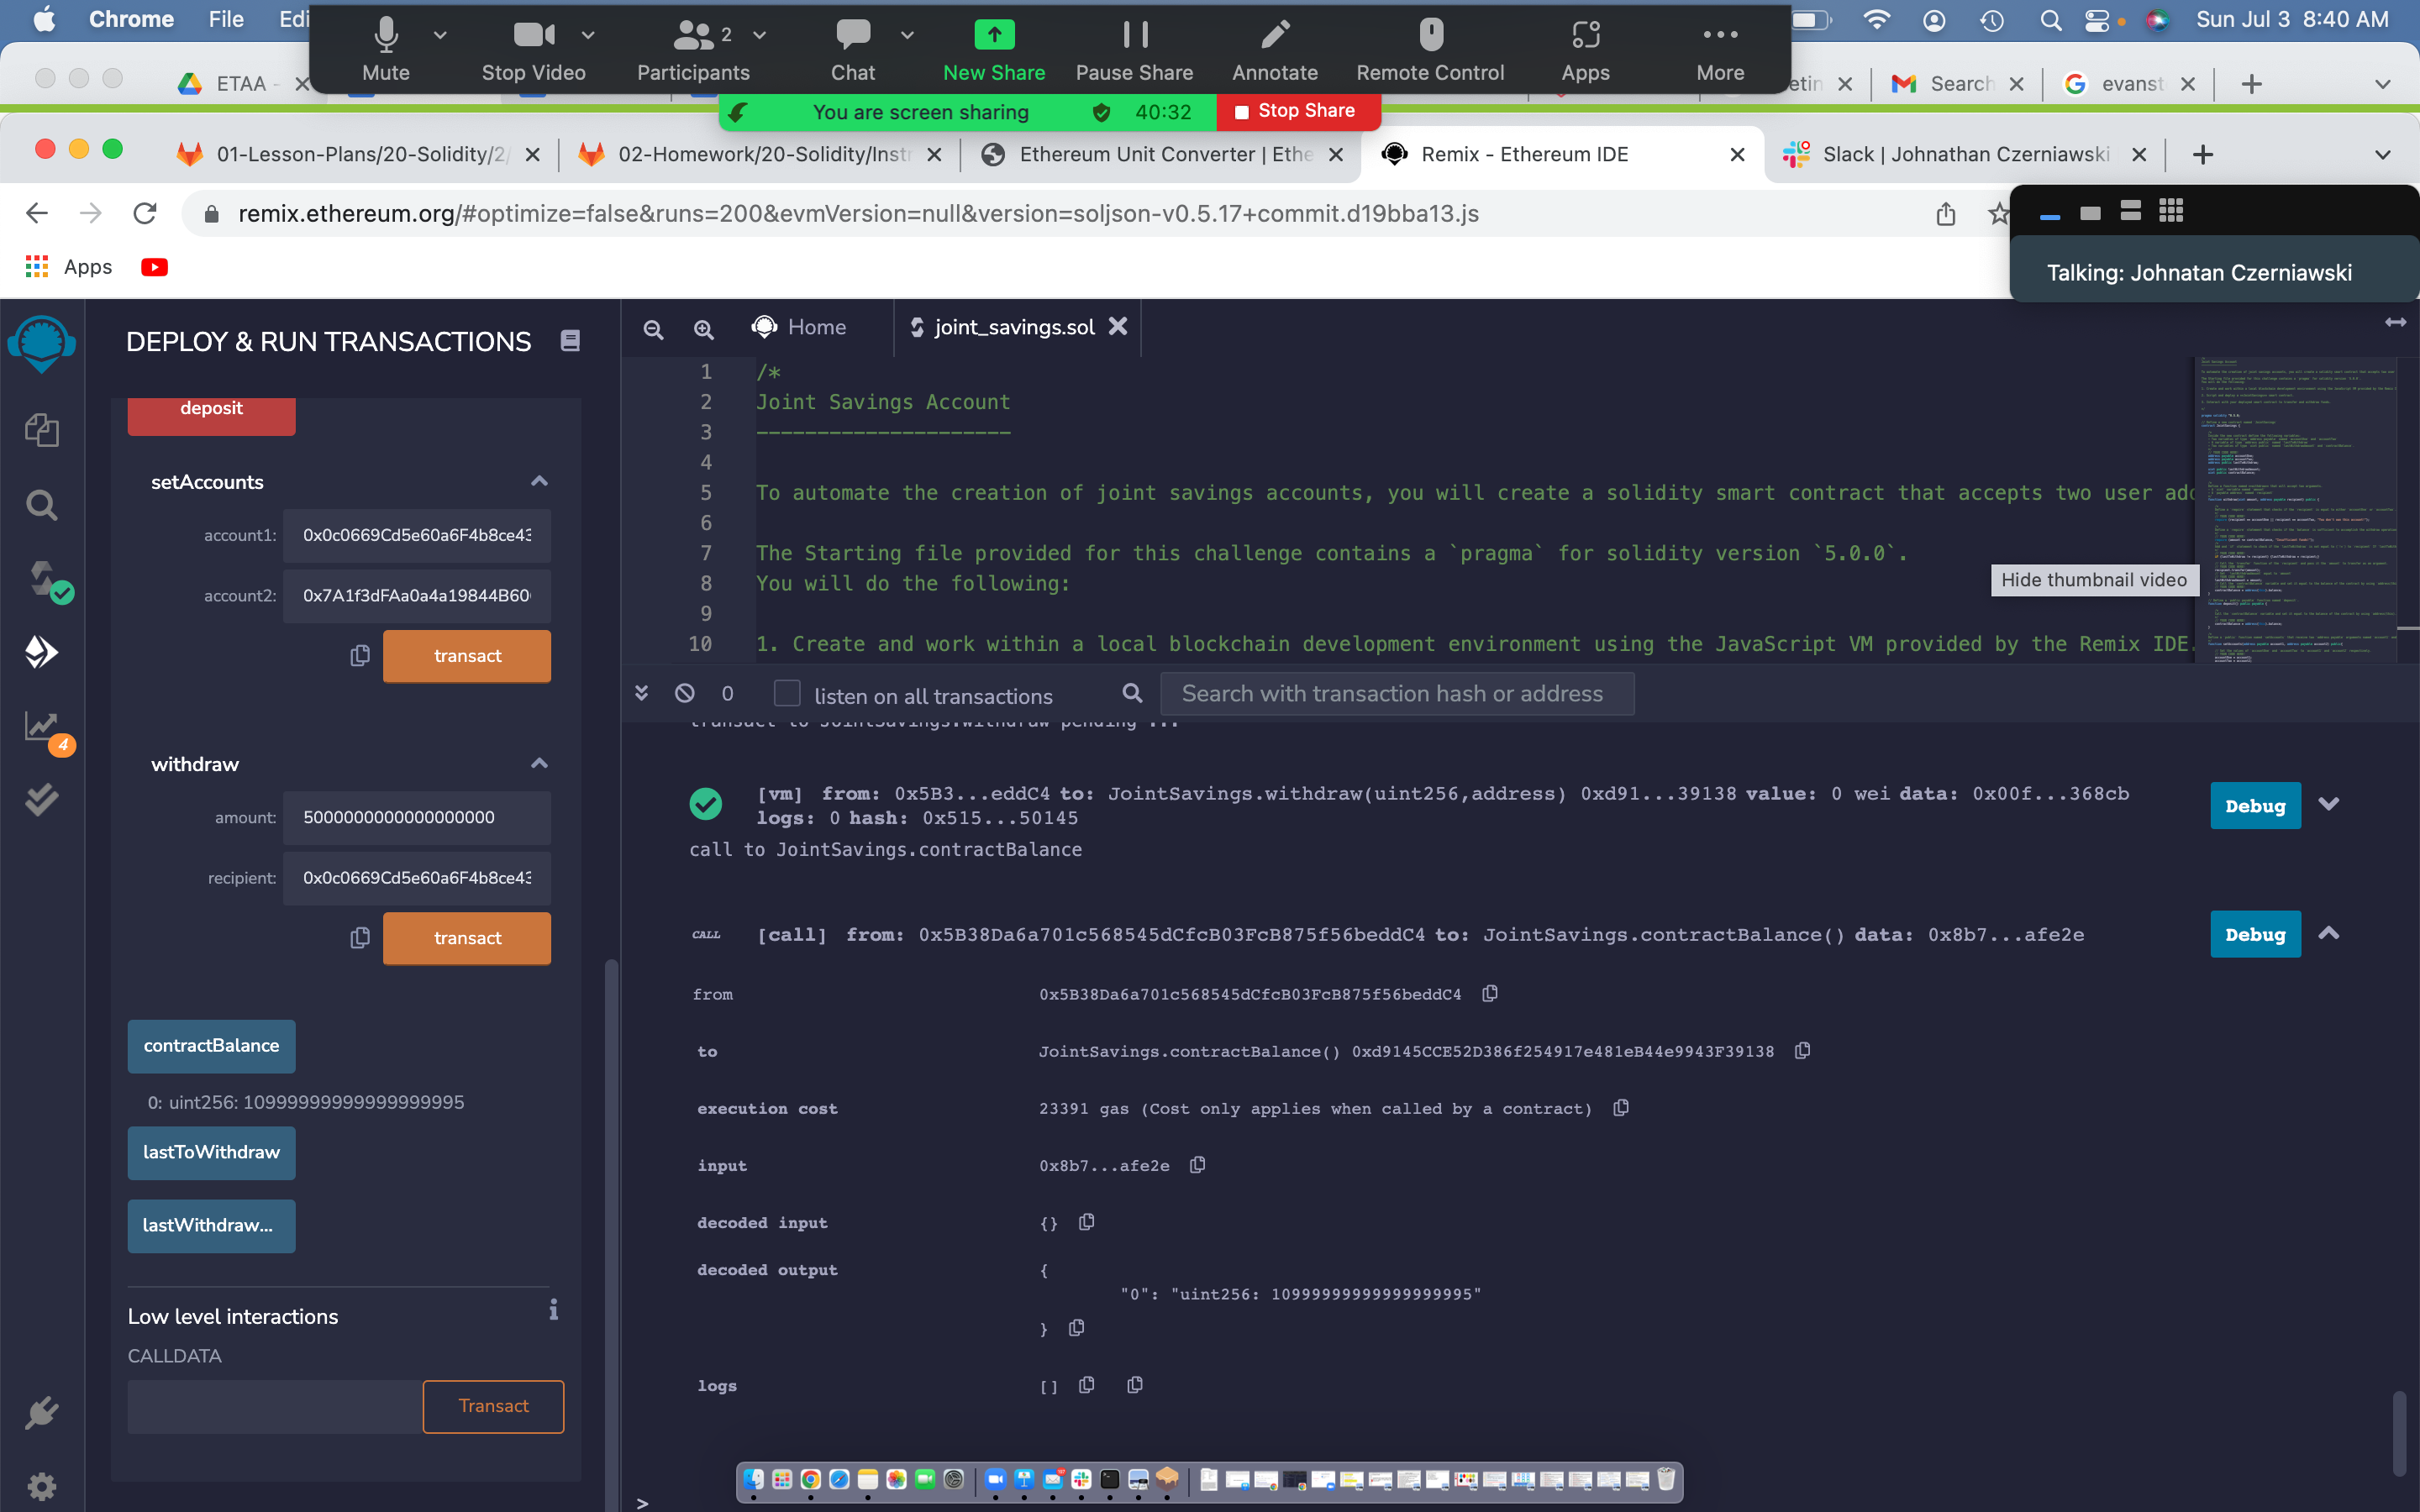 Chrome File Edi
Sun Jul 3 8:40 AM
Mute
Stop Video
2
Participants
Chat
New Share
Pause Share
Annotate
Remote Control
Apps
More
ETAA -
Search
evanst
You are screen sharing 40:32 Stop Share
01-Lesson-Plans/20-Solidity/2/
02-Homework/20-Solidity/Instr
Ethereum Unit Converter | Ethe
Remix - Ethereum IDE
Slack | Johnathan Czerniawski
remix.ethereum.org/#optimize=false&runs=200&evmVersion=null&version=soljson-v0.5.17+commit.d19bba13.js
Apps
Talking: Johnatan Czerniawski
DEPLOY & RUN TRANSACTIONS
deposit
setAccounts
account1: 0x0c0669Cd5e60a6F4b8ce43
account2: 0x7A1f3dFAa0a4a19844B60
transact
withdraw
amount: 5000000000000000000
recipient: 0x0c0669Cd5e60a6F4b8ce43
transact
contractBalance
0: uint256: 10999999999999999995
lastToWithdraw
lastWithdraw...
Low level interactions
CALLDATA
Transact
4
Home
joint_savings.sol
1 /*
2 Joint Savings Account
3 ---------------------
4
5 To automate the creation of joint savings accounts, you will create a solidity smart contract that accepts two user add
6
7 The Starting file provided for this challenge contains a `pragma` for solidity version `5.0.0`.
8 You will do the following:
9
10 1. Create and work within a local blockchain development environment using the JavaScript VM provided by the Remix IDE.
Hide thumbnail video
0 listen on all transactions Search with transaction hash or address
transact to JointSavings.withdraw pending ...
[vm] from: 0x5B3...eddC4 to: JointSavings.withdraw(uint256,address) 0xd91...39138 value: 0 wei data: 0x00f...368cb
logs: 0 hash: 0x515...50145
Debug
call to JointSavings.contractBalance
CALL [call] from: 0x5B38Da6a701c568545dCfcB03FcB875f56beddC4 to: JointSavings.contractBalance() data: 0x8b7...afe2e
Debug
from 0x5B38Da6a701c568545dCfcB03FcB875f56beddC4
to JointSavings.contractBalance() 0xd9145CCE52D386f254917e481eB44e9943F39138
execution cost 23391 gas (Cost only applies when called by a contract)
input 0x8b7...afe2e
decoded input {}
decoded output {
"0": "uint256: 10999999999999999995"
}
logs []
>